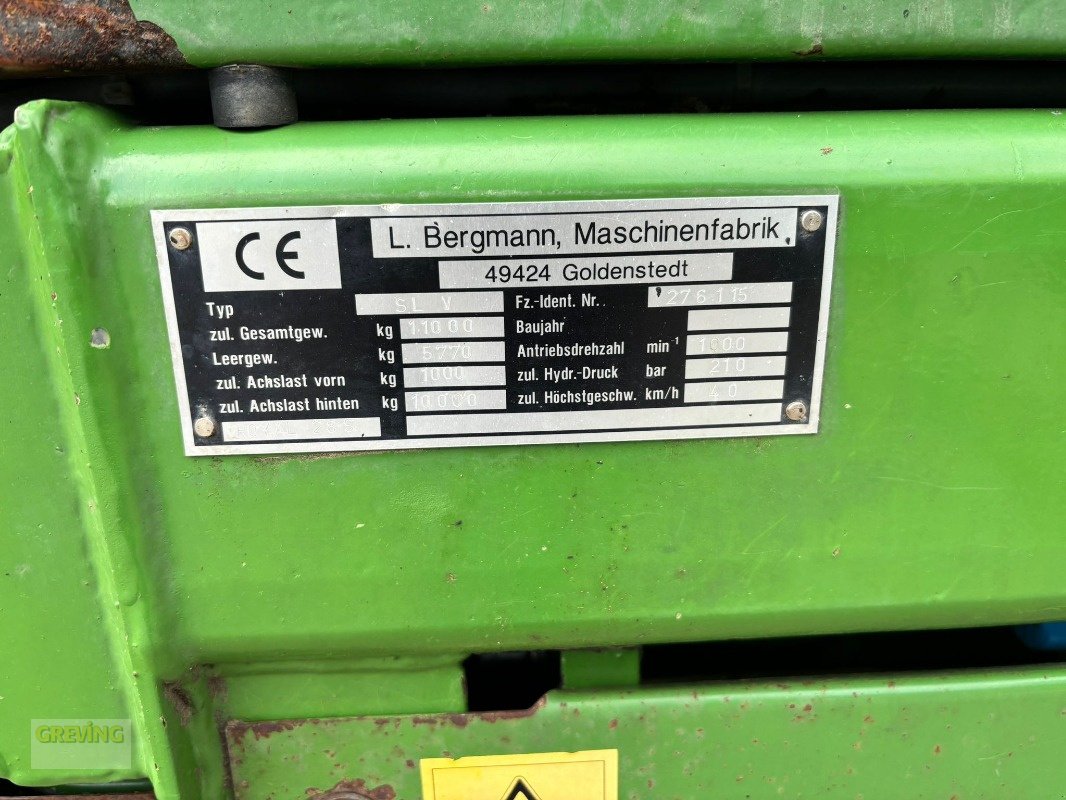 CE
L. Bergmann, Maschinenfabrik
49424 Goldenstedt
Typ SL V
zul. Gesamtgew. kg 11000
Leergew. kg 5770
zul. Achslast vorn kg 1000
zul. Achslast hinten kg 10000
Fz.-Ident. Nr. 276115
Baujahr
Antriebsdrehzahl min⁻¹ 1000
zul. Hydr.-Druck bar 210
zul. Höchstgeschw. km/h 40
GREVING